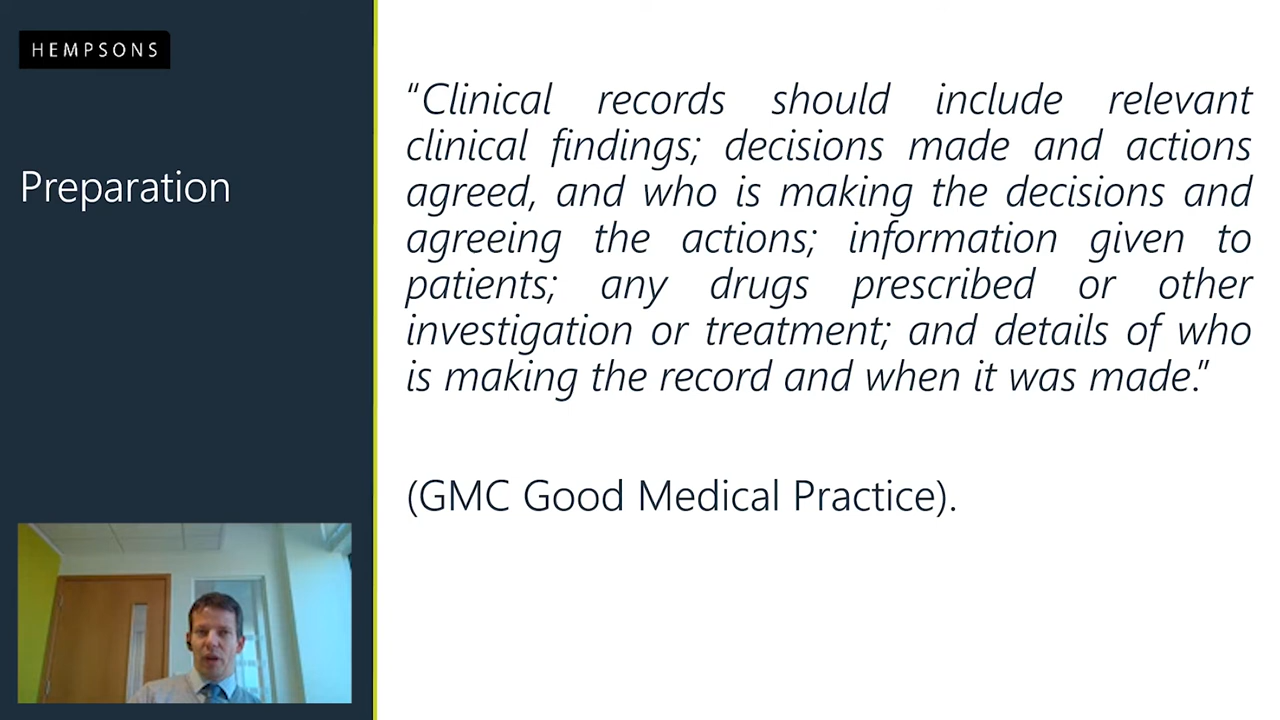 HEMPSONS
Preparation
“Clinical records should include relevant
clinical findings; decisions made and actions
agreed, and who is making the decisions and
agreeing the actions; information given to
patients; any drugs prescribed or other
investigation or treatment; and details of who
is making the record and when it was made.”
(GMC Good Medical Practice).